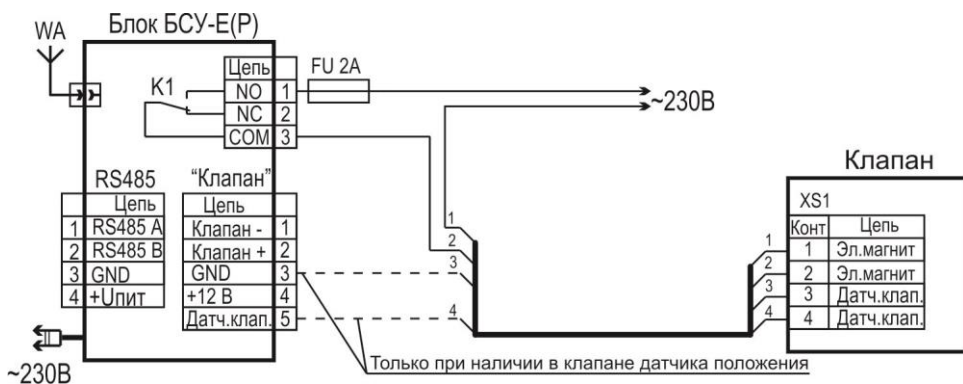 WA
Блок БСУ-Е(Р)
K1
Цепь
NO 1
NC 2
COM 3
FU 2A
~230В
RS485
Цепь
1 RS485 A
2 RS485 B
3 GND
4 +Uпит
"Клапан"
Цепь
Клапан - 1
Клапан + 2
GND 3
+12 В 4
Датч.клап. 5
~230В
1
2
3
4
Только при наличии в клапане датчика положения
1
2
3
4
Клапан
XS1
Конт Цепь
1 Эл.магнит
2 Эл.магнит
3 Датч.клап.
4 Датч.клап.